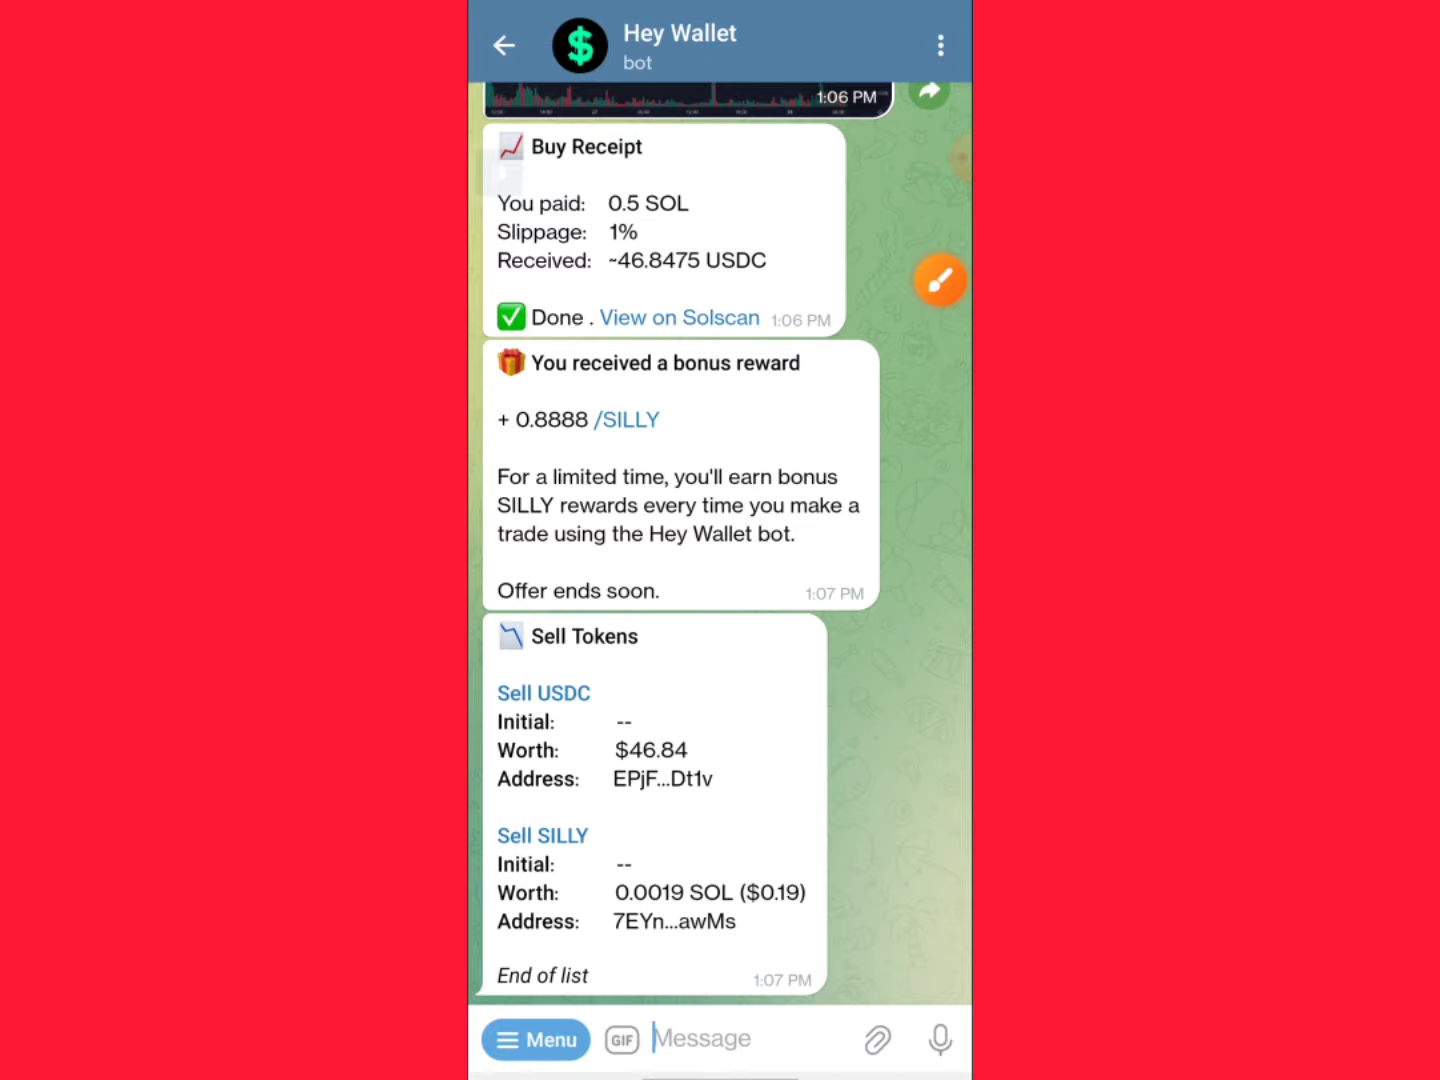 Hey Wallet
bot
1:06 PM
Buy Receipt
You paid: 0.5 SOL
Slippage: 1%
Received: ~46.8475 USDC
Done . View on Solscan 1:06 PM
You received a bonus reward
+ 0.8888 /SILLY
For a limited time, you'll earn bonus
SILLY rewards every time you make a
trade using the Hey Wallet bot.
Offer ends soon. 1:07 PM
Sell Tokens
Sell USDC
Initial: --
Worth: $46.84
Address: EPjF...Dt1v
Sell SILLY
Initial: --
Worth: 0.0019 SOL ($0.19)
Address: 7EYn...awMs
End of list 1:07 PM
Menu GIF Message